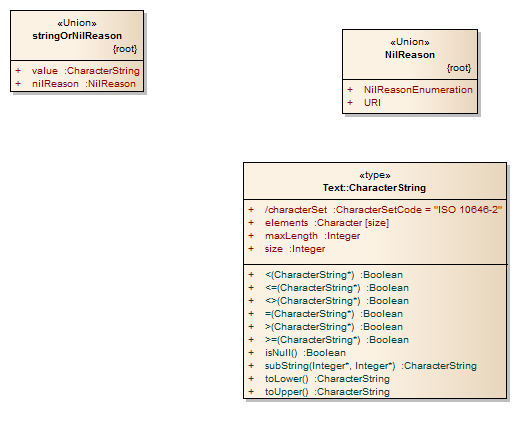 «Union»
stringOrNilReason
{root}
+ value :CharacterString
+ nilReason :NilReason
«Union»
NilReason
{root}
+ NilReasonEnumeration
+ URI
«type»
Text::CharacterString
+ /characterSet :CharacterSetCode = "ISO 10646-2"
+ elements :Character [size]
+ maxLength :Integer
+ size :Integer
+ <(CharacterString*) :Boolean
+ <=(CharacterString*) :Boolean
+ <>(CharacterString*) :Boolean
+ =(CharacterString*) :Boolean
+ >(CharacterString*) :Boolean
+ >=(CharacterString*) :Boolean
+ isNull() :Boolean
+ subString(Integer*, Integer*) :CharacterString
+ toLower() :CharacterString
+ toUpper() :CharacterString